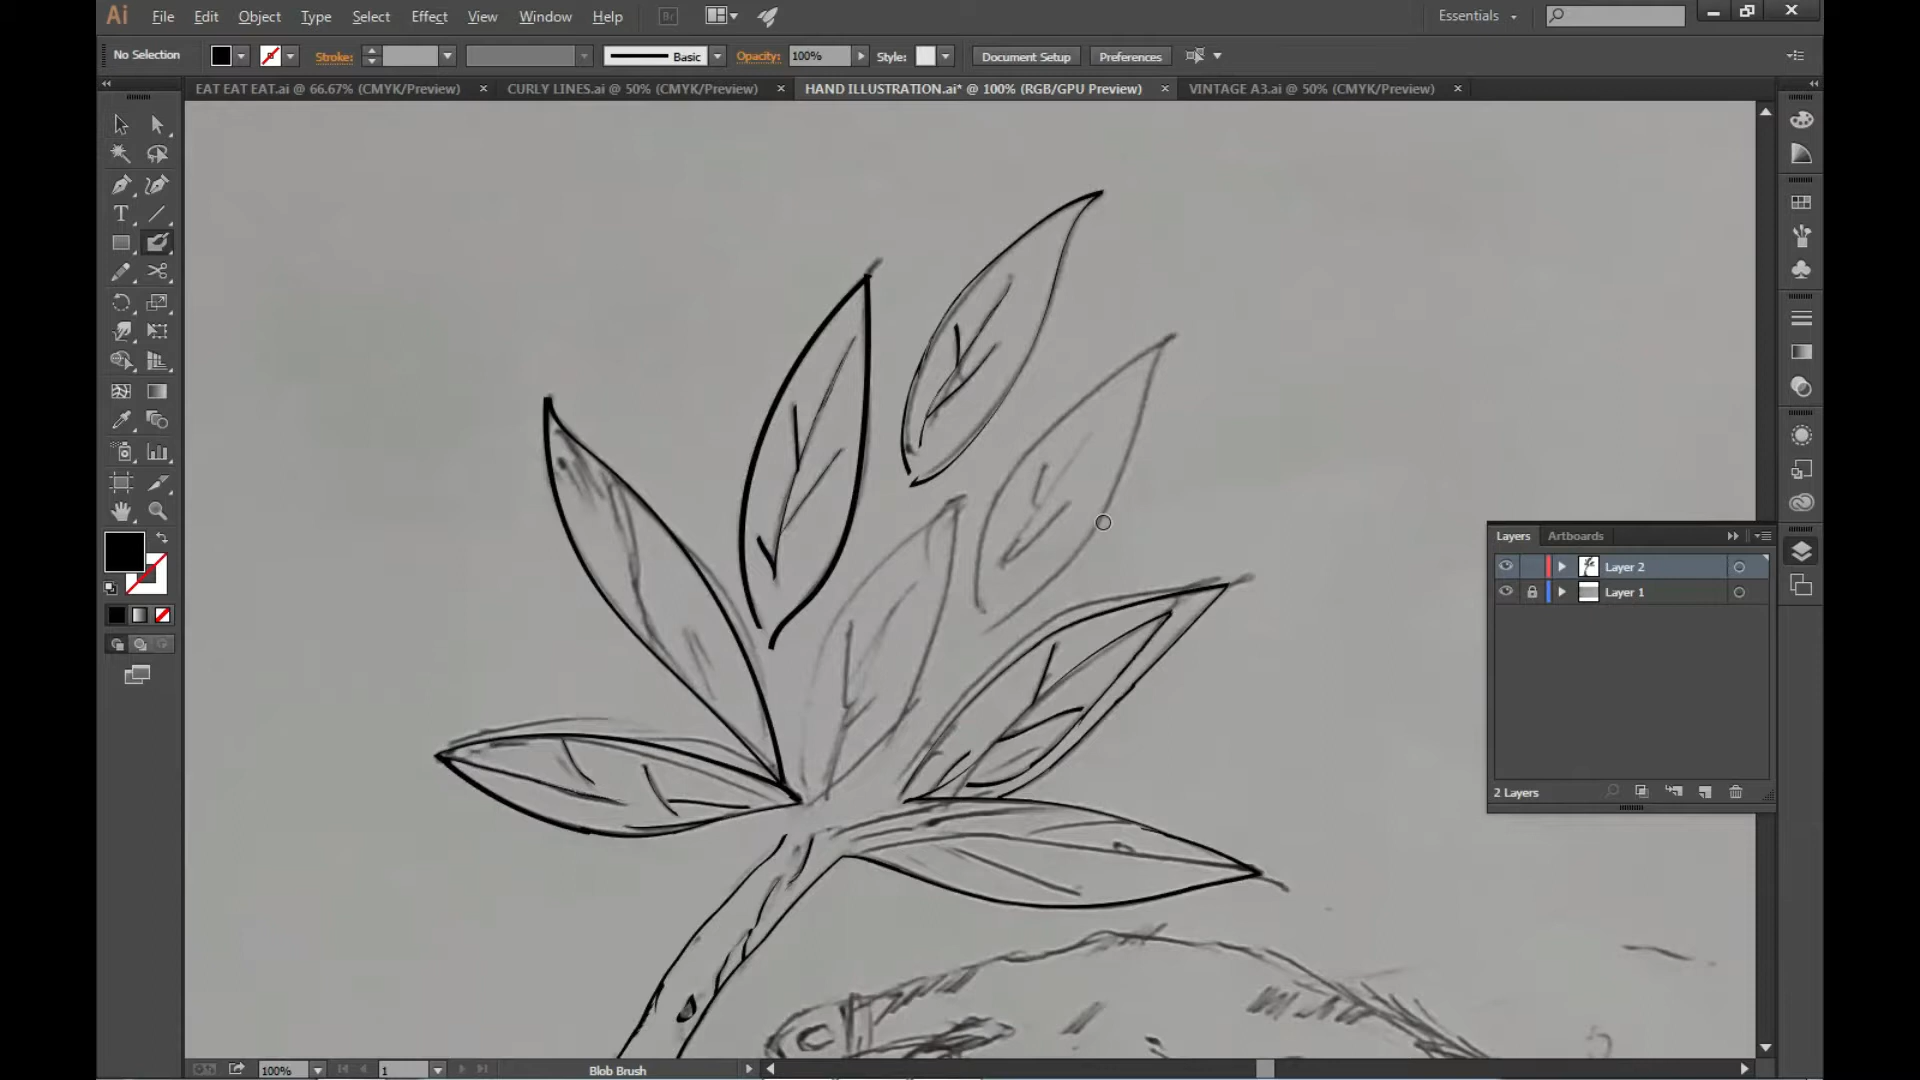 Ai File Edit Object Type Select Effect View Window Help Br Essentials
No Selection Stroke: Basic Opacity: 100% Style: Document Setup Preferences
EAT EAT EAT.ai @ 66.67% (CMYK/Preview) CURLY LINES.ai @ 50% (CMYK/Preview) HAND ILLUSTRATION.ai* @ 100% (RGB/GPU Preview) VINTAGE A3.ai @ 50% (CMYK/Preview)
T
Layers Artboards
Layer 2
Layer 1
2 Layers
100% 1 Blob Brush